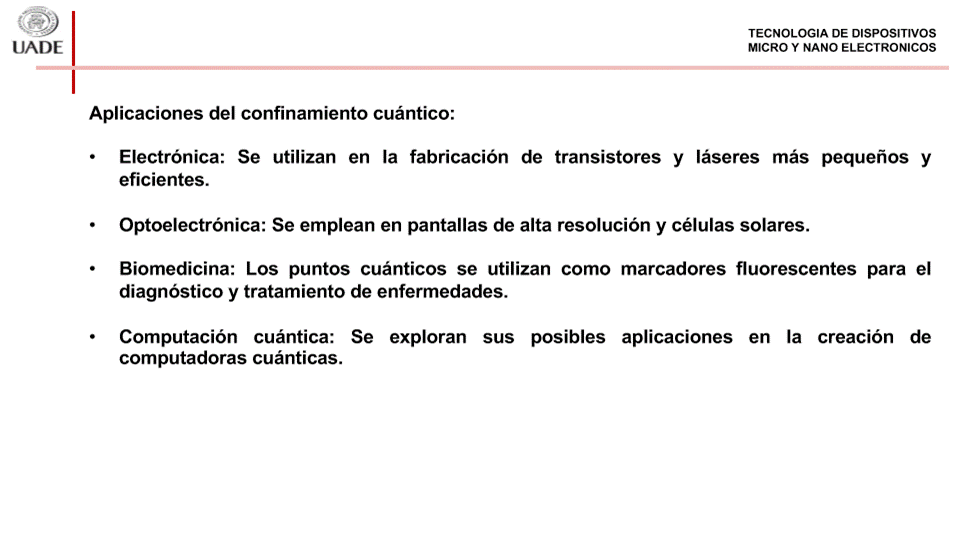 UADE
TECNOLOGIA DE DISPOSITIVOS
MICRO Y NANO ELECTRONICOS
Aplicaciones del confinamiento cuántico:
• Electrónica: Se utilizan en la fabricación de transistores y láseres más pequeños y
eficientes.
• Optoelectrónica: Se emplean en pantallas de alta resolución y células solares.
• Biomedicina: Los puntos cuánticos se utilizan como marcadores fluorescentes para el
diagnóstico y tratamiento de enfermedades.
• Computación cuántica: Se exploran sus posibles aplicaciones en la creación de
computadoras cuánticas.